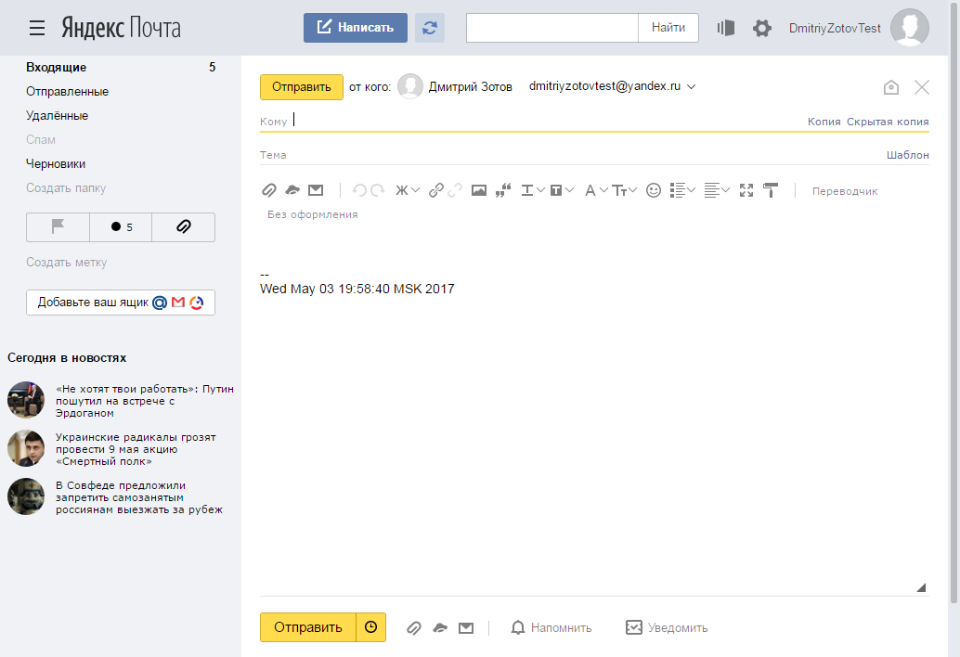 Яндекс Почта
Написать
Найти
DmitriyZotovTest
Входящие 5
Отправленные
Удалённые
Спам
Черновики
Создать папку
5
Создать метку
Добавьте ваш ящик
Сегодня в новостях
«Не хотят твои работать»: Путин
пошутил на встрече с
Эрдоганом
Украинские радикалы грозят
провести 9 мая акцию
«Смертный полк»
В Совфеде предложили
запретить самозанятым
россиянам выезжать за рубеж
Отправить от кого: Дмитрий Зотов dmitriyzotovtest@yandex.ru
Кому Копия Скрытая копия
Тема Шаблон
Ж T T A Тт Переводчик
Без оформления
--
Wed May 03 19:58:40 MSK 2017
Отправить Напомнить Уведомить